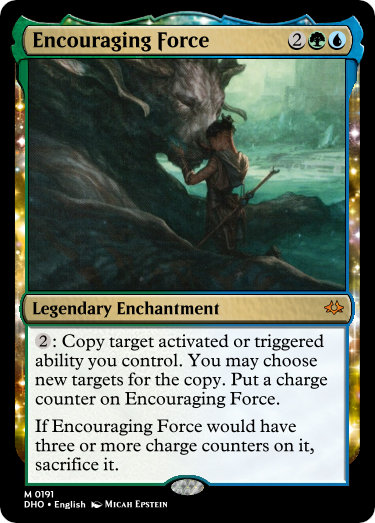 Encouraging Force 2
Legendary Enchantment
2: Copy target activated or triggered
ability you control. You may choose
new targets for the copy. Put a charge
counter on Encouraging Force.
If Encouraging Force would have
three or more charge counters on it,
sacrifice it.
M 0191
DHO • English Micah Epstein